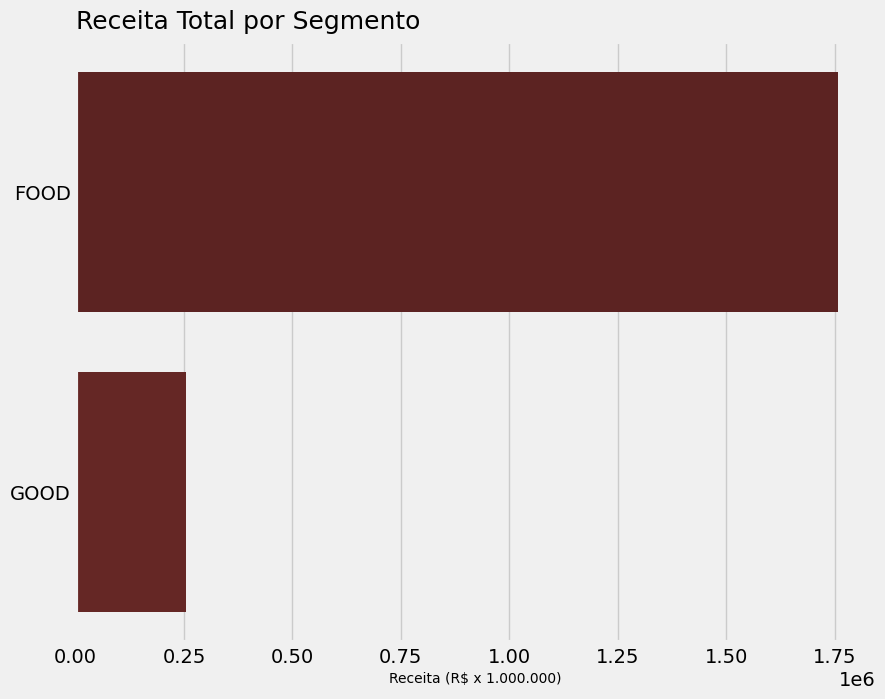 Receita Total por Segmento
FOOD
GOOD
0.00 0.25 0.50 0.75 1.00 1.25 1.50 1.75
Receita (R$ x 1.000.000)
1e6